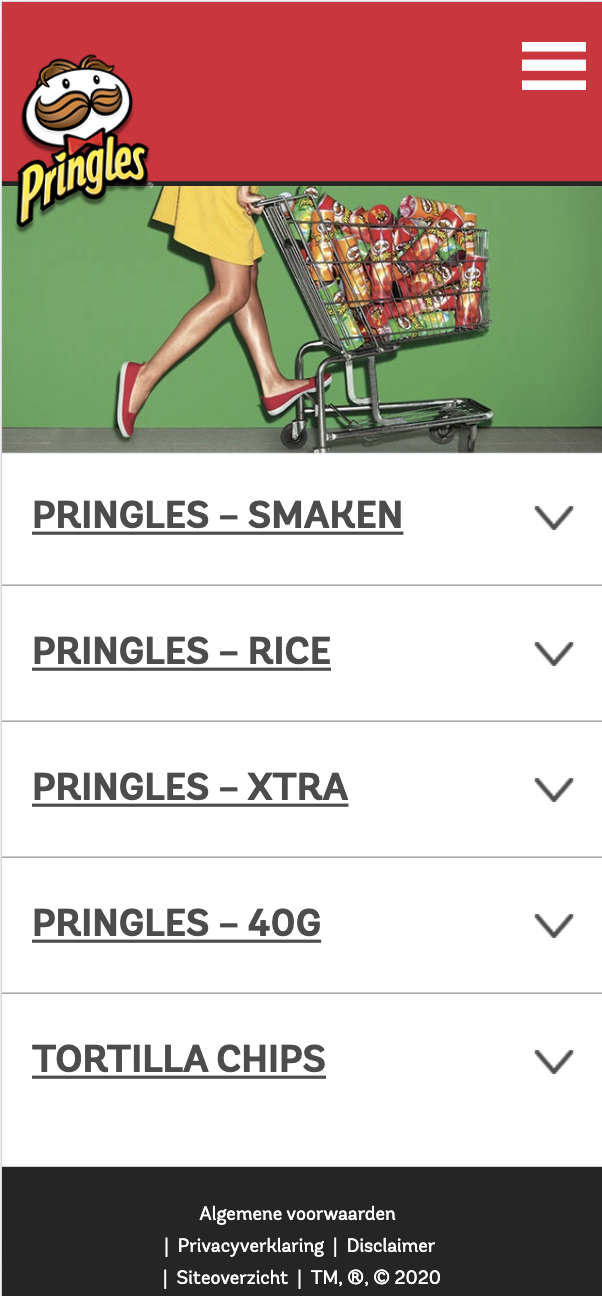 Pringles
PRINGLES – SMAKEN
PRINGLES – RICE
PRINGLES – XTRA
PRINGLES – 40G
TORTILLA CHIPS
Algemene voorwaarden
| Privacyverklaring | Disclaimer
| Siteoverzicht | TM, ®, © 2020